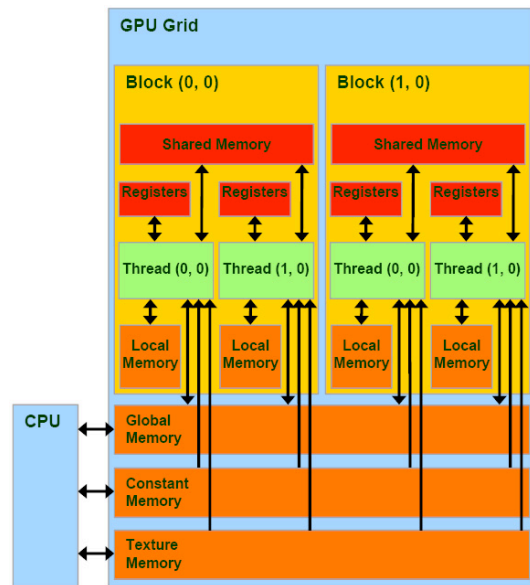 GPU Grid
Block (0, 0)
Shared Memory
Registers
Registers
Thread (0, 0)
Thread (1, 0)
Local
Memory
Local
Memory
Block (1, 0)
Shared Memory
Registers
Registers
Thread (0, 0)
Thread (1, 0)
Local
Memory
Local
Memory
CPU
Global
Memory
Constant
Memory
Texture
Memory